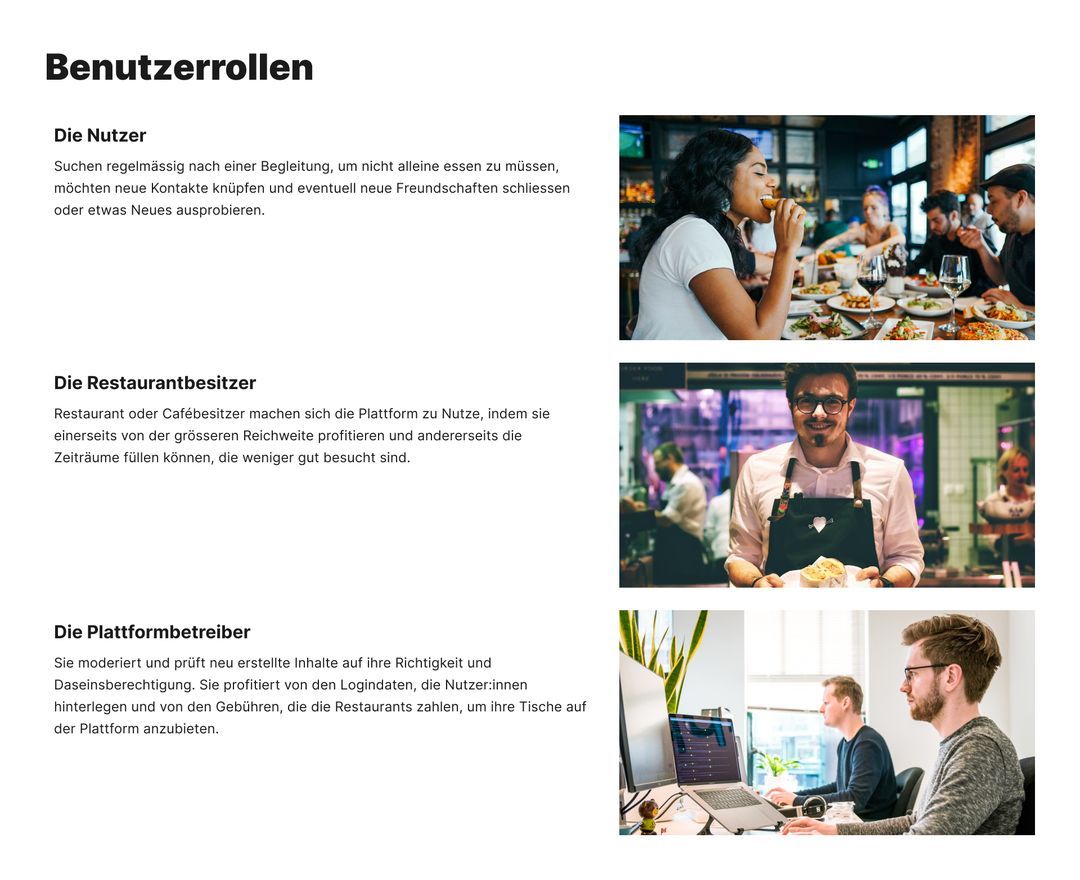 Benutzerrollen
Die Nutzer
Suchen regelmässig nach einer Begleitung, um nicht alleine essen zu müssen,
möchten neue Kontakte knüpfen und eventuell neue Freundschaften schliessen
oder etwas Neues ausprobieren.
Die Restaurantbesitzer
Restaurant oder Cafébesitzer machen sich die Plattform zu Nutze, indem sie
einerseits von der grösseren Reichweite profitieren und andererseits die
Zeiträume füllen können, die weniger gut besucht sind.
Die Plattformbetreiber
Sie moderiert und prüft neu erstellte Inhalte auf ihre Richtigkeit und
Daseinsberechtigung. Sie profitiert von den Logindaten, die Nutzer:innen
hinterlegen und von den Gebühren, die die Restaurants zahlen, um ihre Tische auf
der Plattform anzubieten.